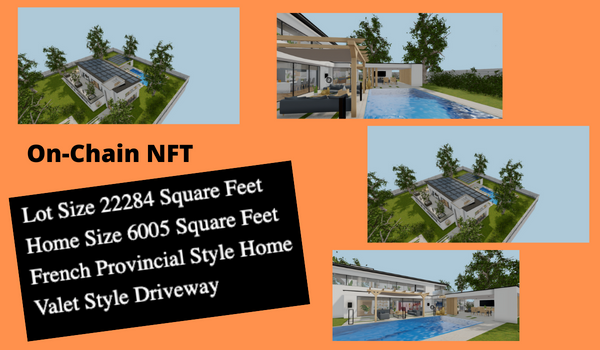 On-Chain NFT
Lot Size 22284 Square Feet
Home Size 6005 Square Feet
French Provincial Style Home
Valet Style Driveway